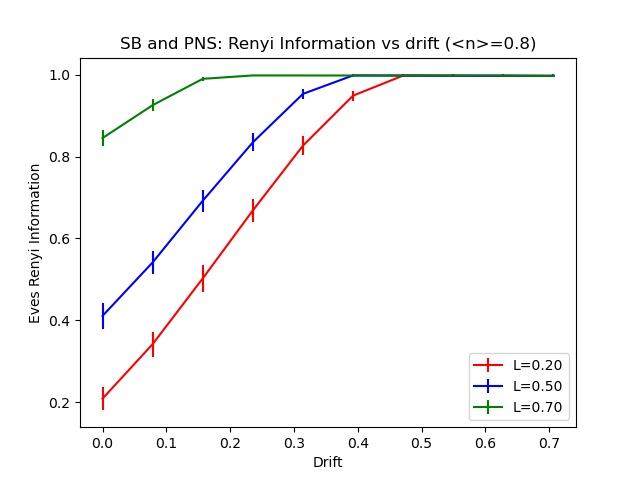 SB and PNS: Renyi Information vs drift (<n>=0.8)
1.0
0.8
0.6
0.4
0.2
Eves Renyi Information
0.0 0.1 0.2 0.3 0.4 0.5 0.6 0.7
Drift
L=0.20
L=0.50
L=0.70